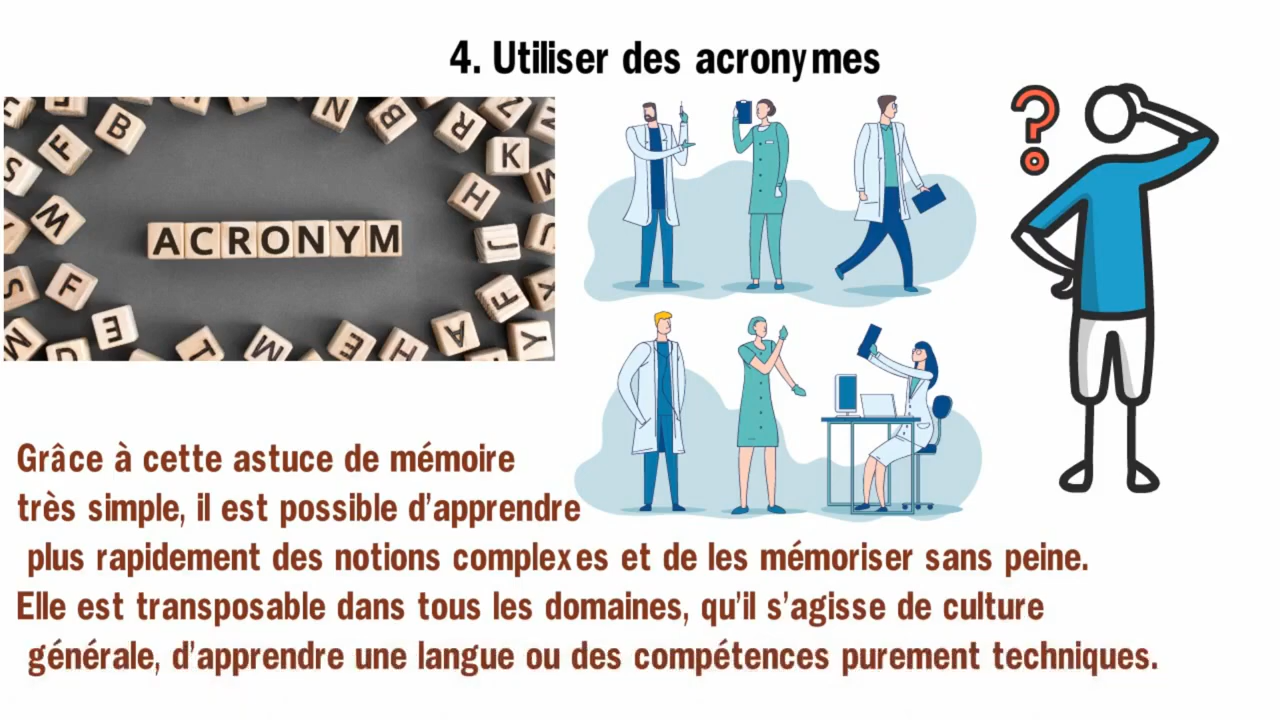 4. Utiliser des acronymes
ACRONYM
Grâce à cette astuce de mémoire
très simple, il est possible d'apprendre
plus rapidement des notions complexes et de les mémoriser sans peine.
Elle est transposable dans tous les domaines, qu'il s'agisse de culture
générale, d'apprendre une langue ou des compétences purement techniques.